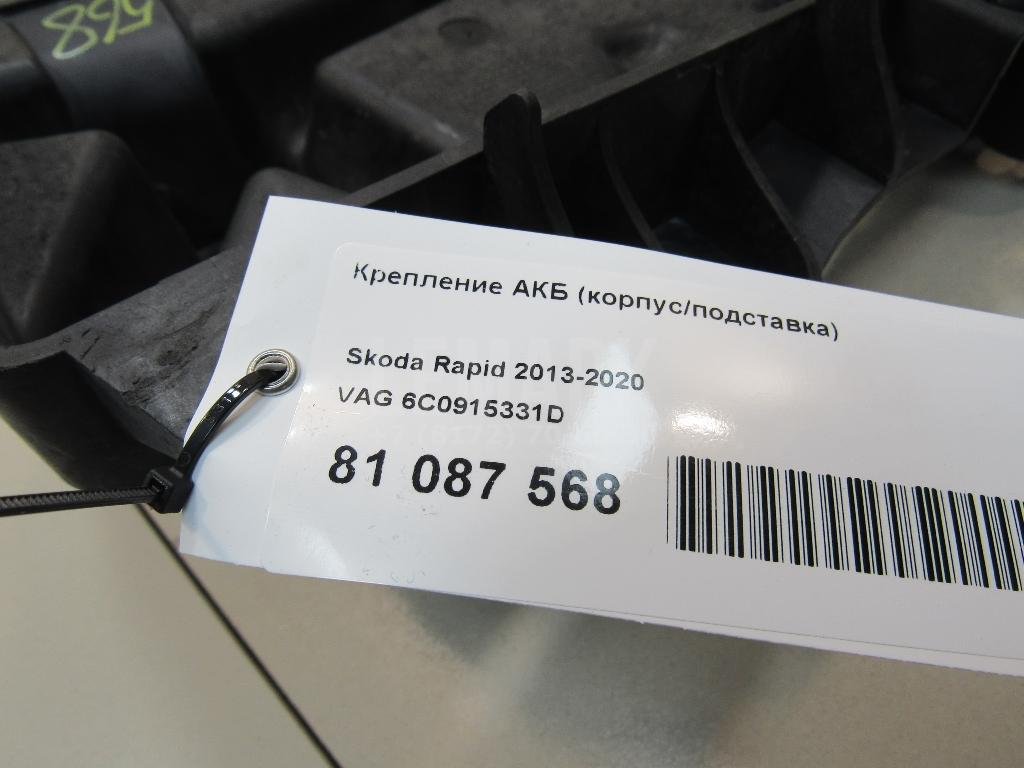 568
Крепление АКБ (корпус/подставка)
Skoda Rapid 2013-2020
VAG 6C0915331D
81 087 568